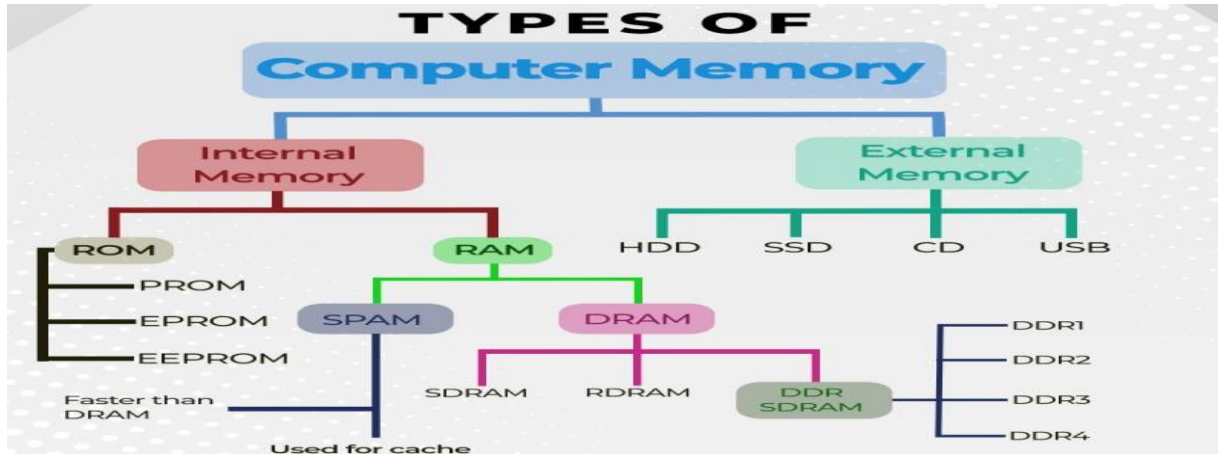 TYPES OF
Computer Memory
Internal
Memory
External
Memory
ROM
RAM
HDD
SSD
CD
USB
PROM
EPROM
EEPROM
SPAM
DRAM
Faster than
DRAM
Used for cache
SDRAM
RDRAM
DDR
SDRAM
DDR1
DDR2
DDR3
DDR4